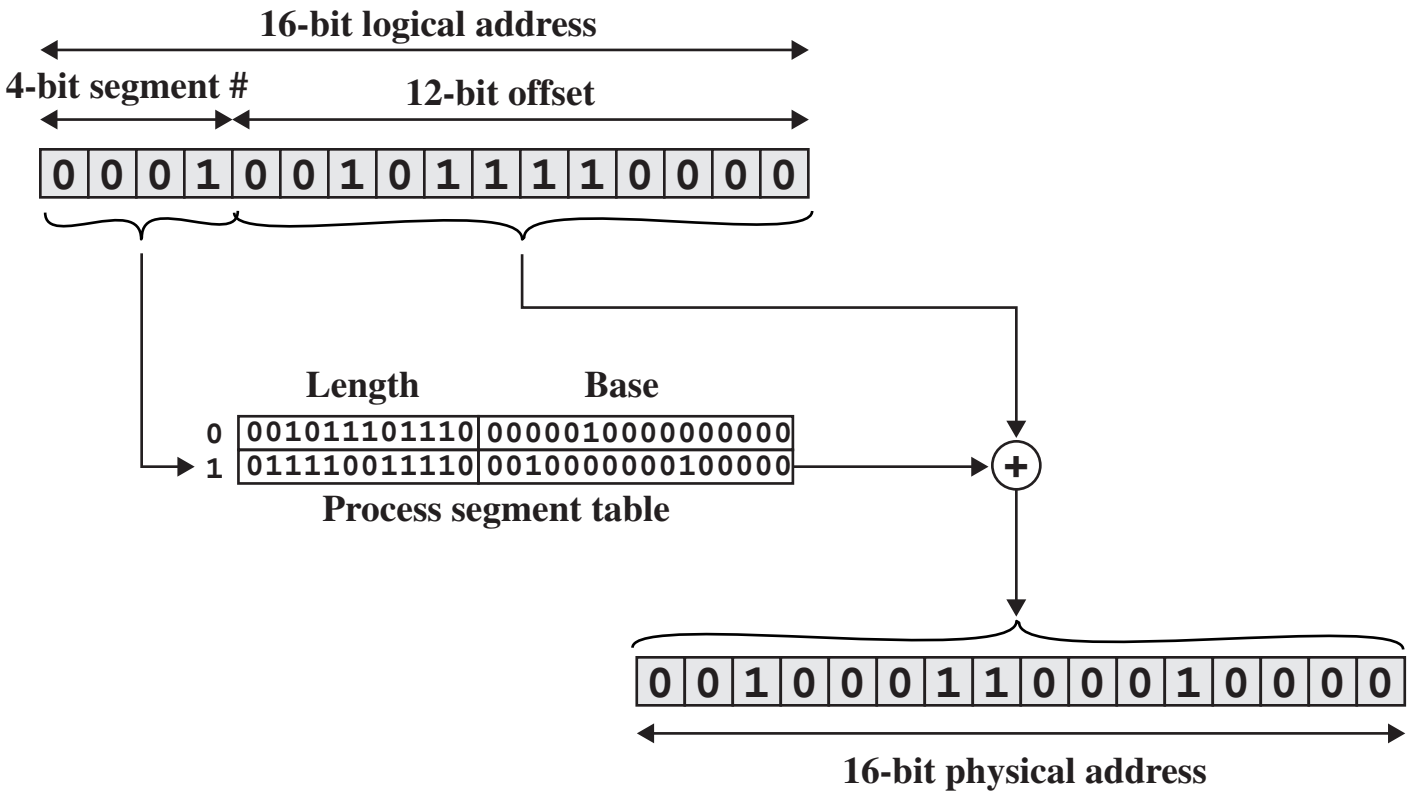 16-bit logical address
4-bit segment # 12-bit offset
0 0 0 1 0 0 1 0 1 1 1 1 0 0 0 0
Length Base
0 001011101110 0000010000000000
1 011110011110 0010000000100000
Process segment table
+
0 0 1 0 0 0 1 1 0 0 0 1 0 0 0 0
16-bit physical address